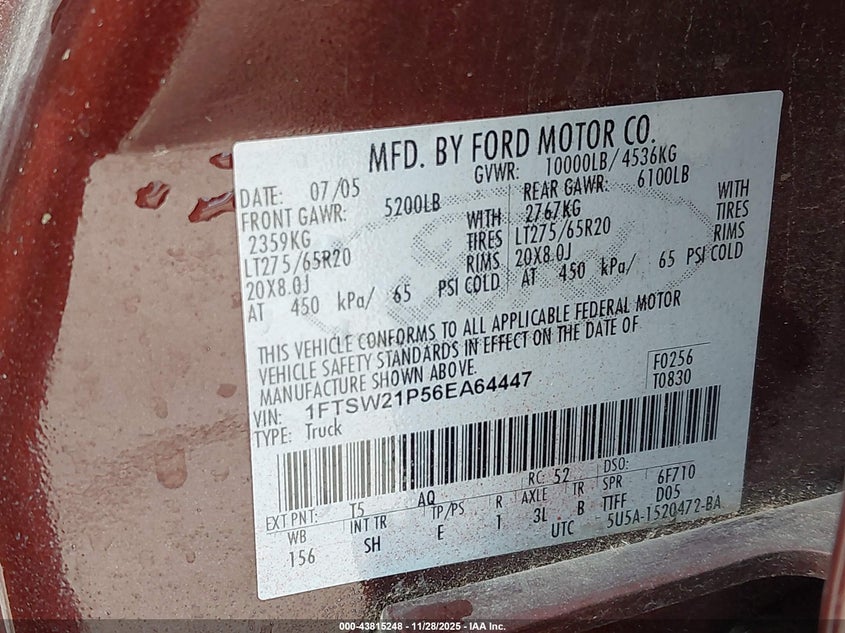 MFD. BY FORD MOTOR CO.
DATE: 07/05 GVWR: 10000LB/4536KG
FRONT GAWR: 5200LB REAR GAWR: 6100LB
2359KG WITH 2767KG WITH
LT275/65R20 TIRES LT275/65R20 TIRES
20X8.0J RIMS 20X8.0J RIMS
AT 450 kPa/ 65 PSI COLD AT 450 kPa/ 65 PSI COLD
THIS VEHICLE CONFORMS TO ALL APPLICABLE FEDERAL MOTOR
VEHICLE SAFETY STANDARDS IN EFFECT ON THE DATE OF
MANUFACTURE SHOWN ABOVE.
VIN: 1FTSW21P56EA64447 F0256
TYPE: Truck T0830
EXT PNT: T5 AQ RC: 52 DSO:
WB INT TR TP/PS R AXLE TR SPR 6F710
156 SH E 1 3L B TTFF D05
UTC 5U5A-1520472-BA
000-43815248 - 11/28/2025 - IAA Inc.